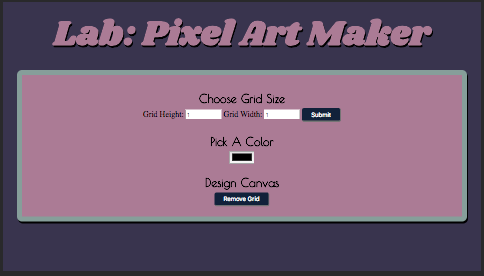 Lab: Pixel Art Maker
Choose Grid Size
Grid Height: 1 Grid Width: 1 Submit
Pick A Color
Design Canvas
Remove Grid